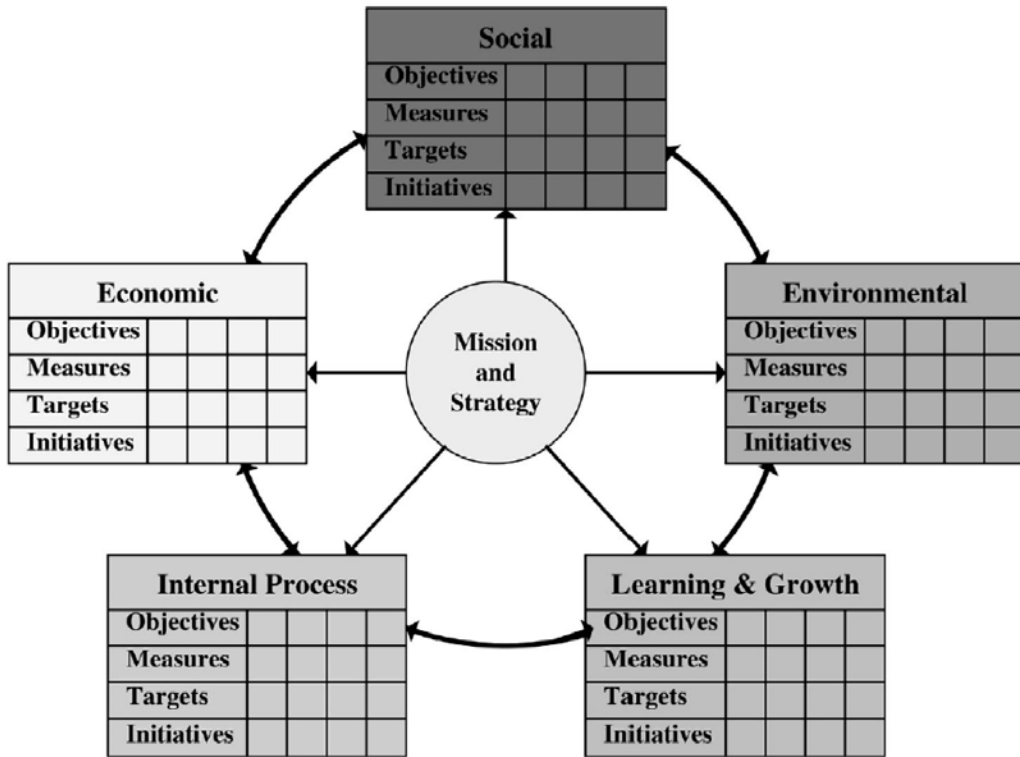 Social
Objectives
Measures
Targets
Initiatives
Economic
Objectives
Measures
Targets
Initiatives
Mission
and
Strategy
Environmental
Objectives
Measures
Targets
Initiatives
Internal Process
Objectives
Measures
Targets
Initiatives
Learning & Growth
Objectives
Measures
Targets
Initiatives